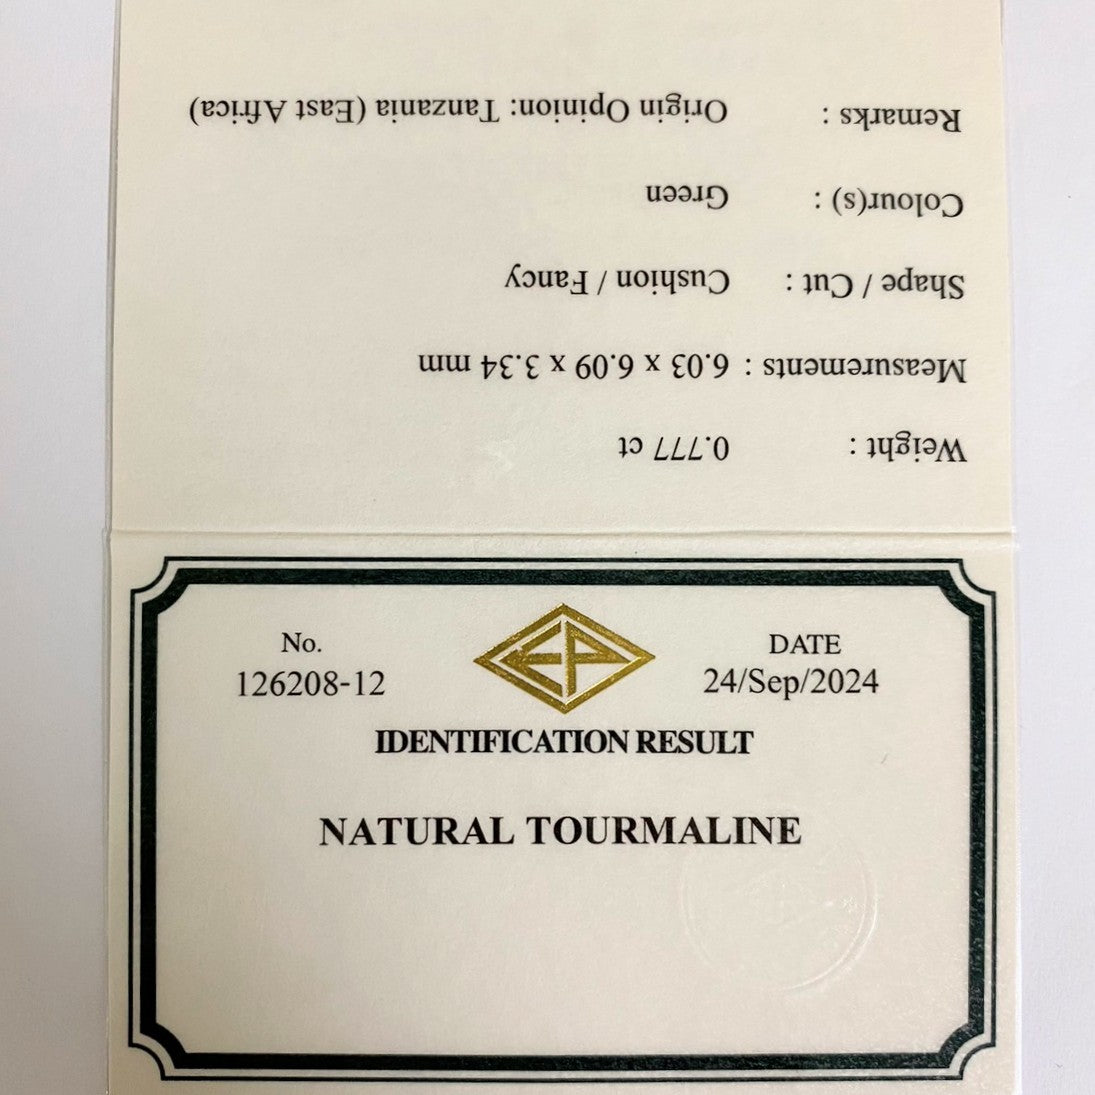 Weight : 0.777 ct
Measurements : 6.03 x 6.09 x 3.34 mm
Shape / Cut : Cushion / Fancy
Colour(s) : Green
Remarks : Origin Opinion: Tanzania (East Africa)
No.
126208-12
EP
DATE
24/Sep/2024
IDENTIFICATION RESULT
NATURAL TOURMALINE